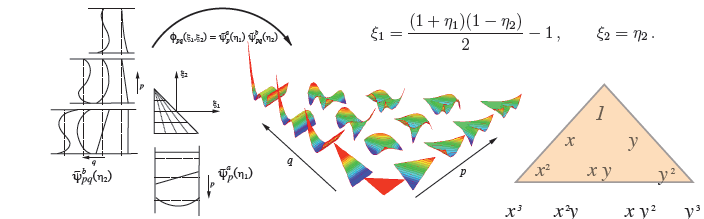 ϕpq(ξ1,ξ2) = ψ̃ᵃp(η1) ψ̃ᵇpq(η2)
ξ1 = (1 + η1)(1 − η2) / 2 − 1 ,    ξ2 = η2 .
p
ξ2
ξ1
q
ψ̃ᵇpq(η2)
p
ψ̃ᵃp(η1)
q
p
1
x y
x² x y y²
x³ x²y x y² y³